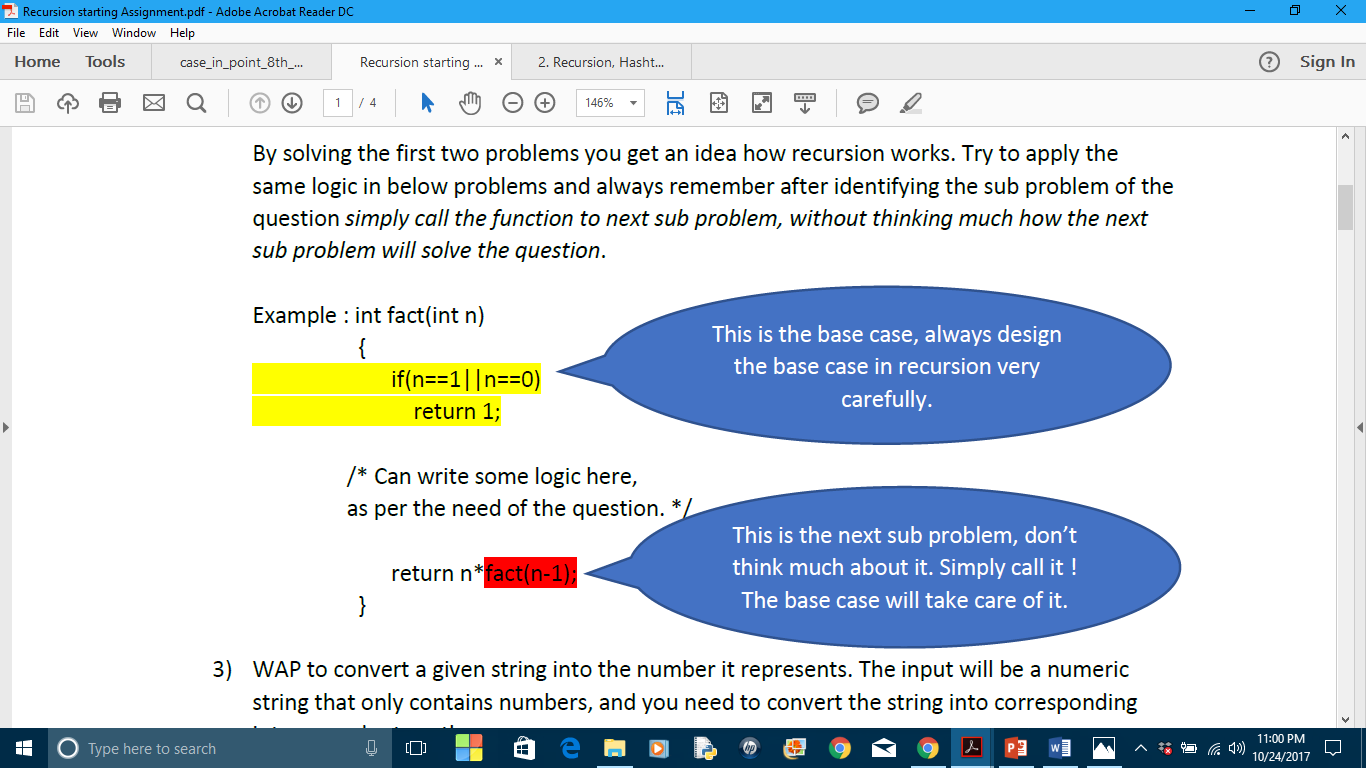 Recursion starting Assignment.pdf - Adobe Acrobat Reader DC
File Edit View Window Help
Home Tools case_in_point_8th_... Recursion starting ... × 2. Recursion, Hasht... Sign In
1 / 4 146%
By solving the first two problems you get an idea how recursion works. Try to apply the
same logic in below problems and always remember after identifying the sub problem of the
question simply call the function to next sub problem, without thinking much how the next
sub problem will solve the question.
Example : int fact(int n)
{
if(n==1||n==0)
return 1;
This is the base case, always design
the base case in recursion very
carefully.
/* Can write some logic here,
as per the need of the question. */
return n*fact(n-1);
}
This is the next sub problem, don’t
think much about it. Simply call it !
The base case will take care of it.
3) WAP to convert a given string into the number it represents. The input will be a numeric
string that only contains numbers, and you need to convert the string into corresponding
Type here to search
11:00 PM
10/24/2017